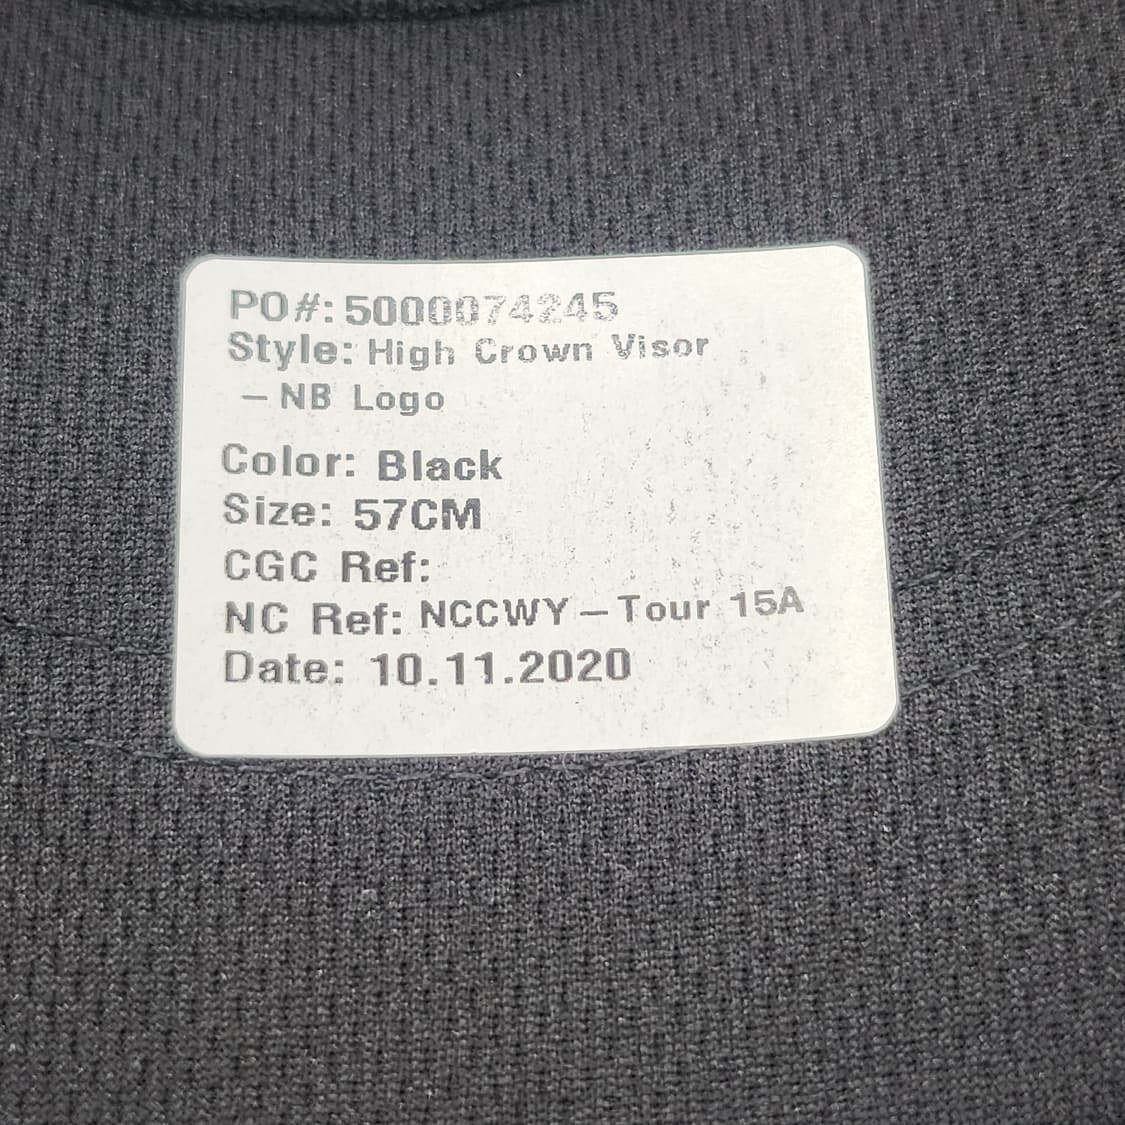 PO#: 5000074245
Style: High Crown Visor
– NB Logo
Color: Black
Size: 57CM
CGC Ref:
NC Ref: NCCWY – Tour 15A
Date: 10.11.2020